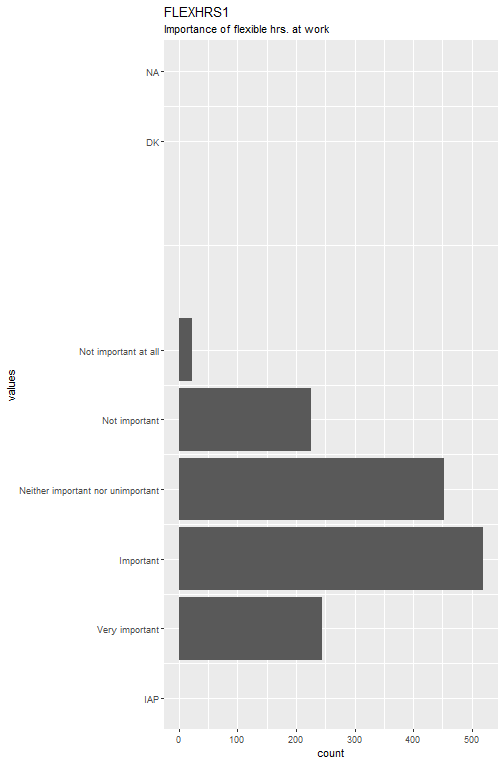 FLEXHRS1
Importance of flexible hrs. at work
NA
DK
Not important at all
Not important
Neither important nor unimportant
Important
Very important
IAP
values
0 100 200 300 400 500
count